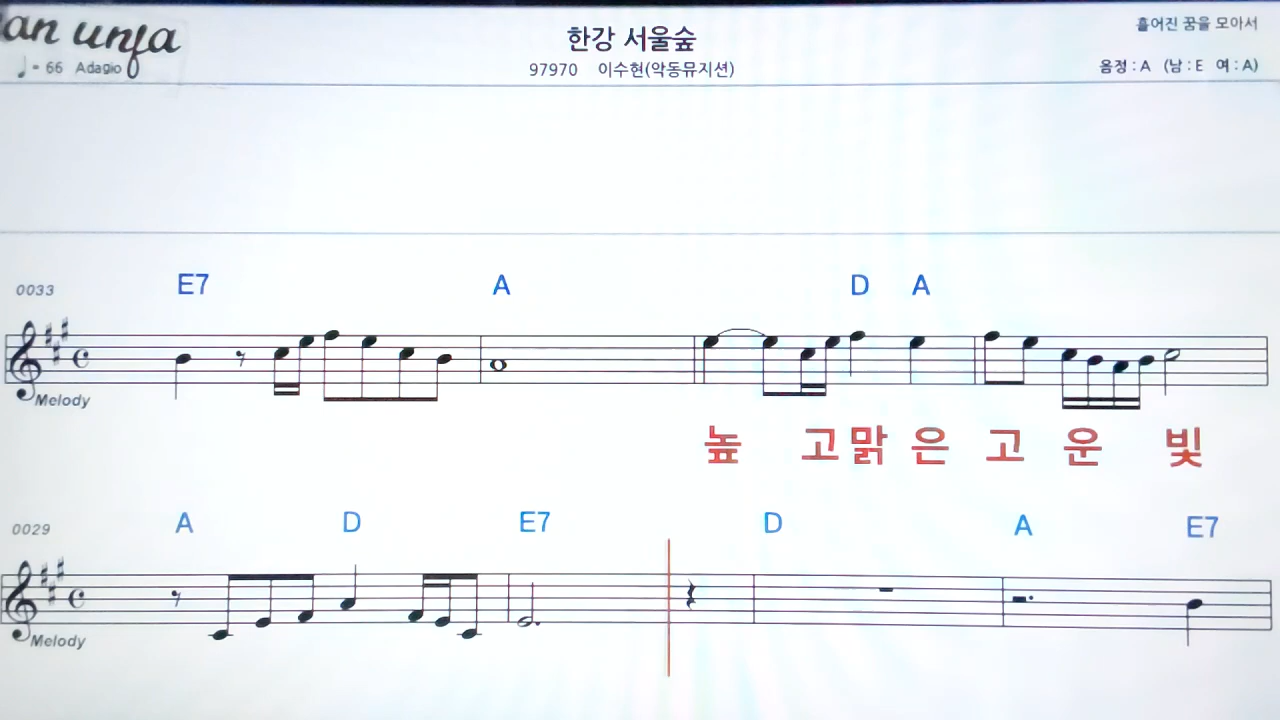 an unfa
한강 서울숲
흩어진 꿈을 모아서
♩= 66 Adagio
97970 이수현(악동뮤지션)
음정 : A (남 : E 여 : A)
0033 E7 A D A
Melody
높 고 맑 은 고 운 빛
0029 A D E7 D A E7
Melody